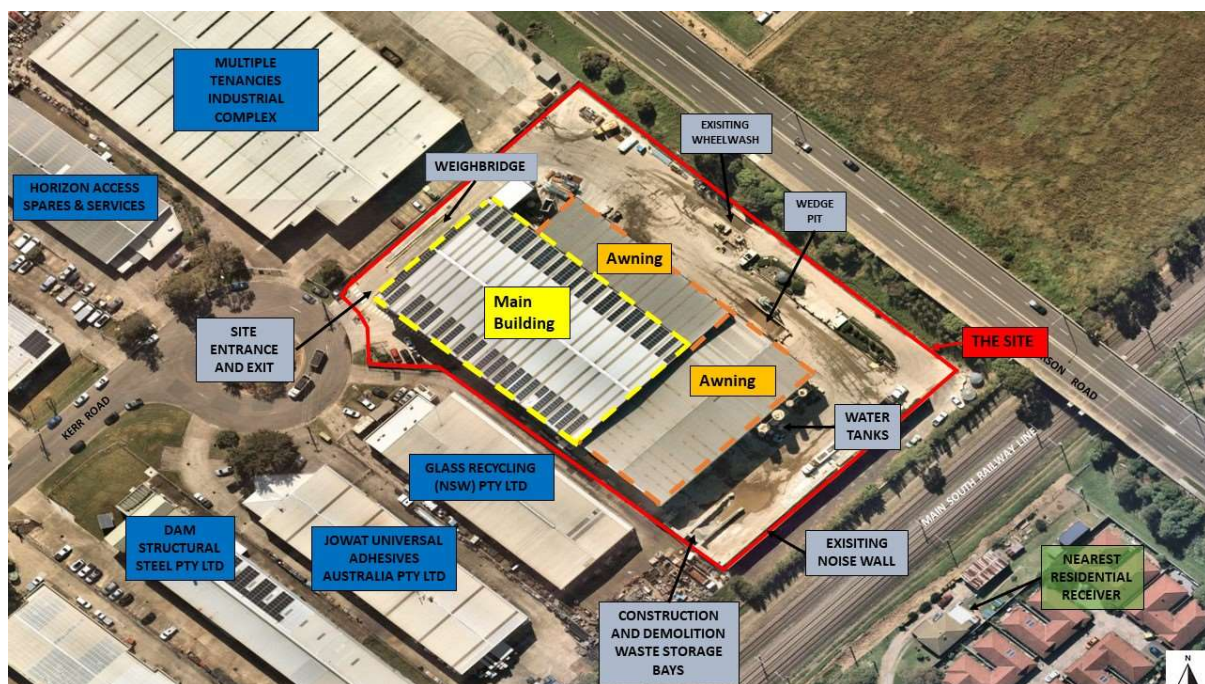 MULTIPLE
TENANCIES
INDUSTRIAL
COMPLEX
EXISITING
WHEELWASH
WEIGHBRIDGE
HORIZON ACCESS
SPARES & SERVICES
WEDGE
PIT
Awning
Main
Building
SITE
ENTRANCE
AND EXIT
THE SITE
ISON ROAD
Awning
KERR ROAD
WATER
TANKS
GLASS RECYCLING
(NSW) PTY LTD
MAIN SOUTH RAILWAY LINE
DAM
STRUCTURAL
STEEL PTY LTD
JOWAT UNIVERSAL
ADHESIVES
AUSTRALIA PTY LTD
EXISITING
NOISE WALL
NEAREST
RESIDENTIAL
RECEIVER
CONSTRUCTION
AND DEMOLITION
WASTE STORAGE
BAYS
N